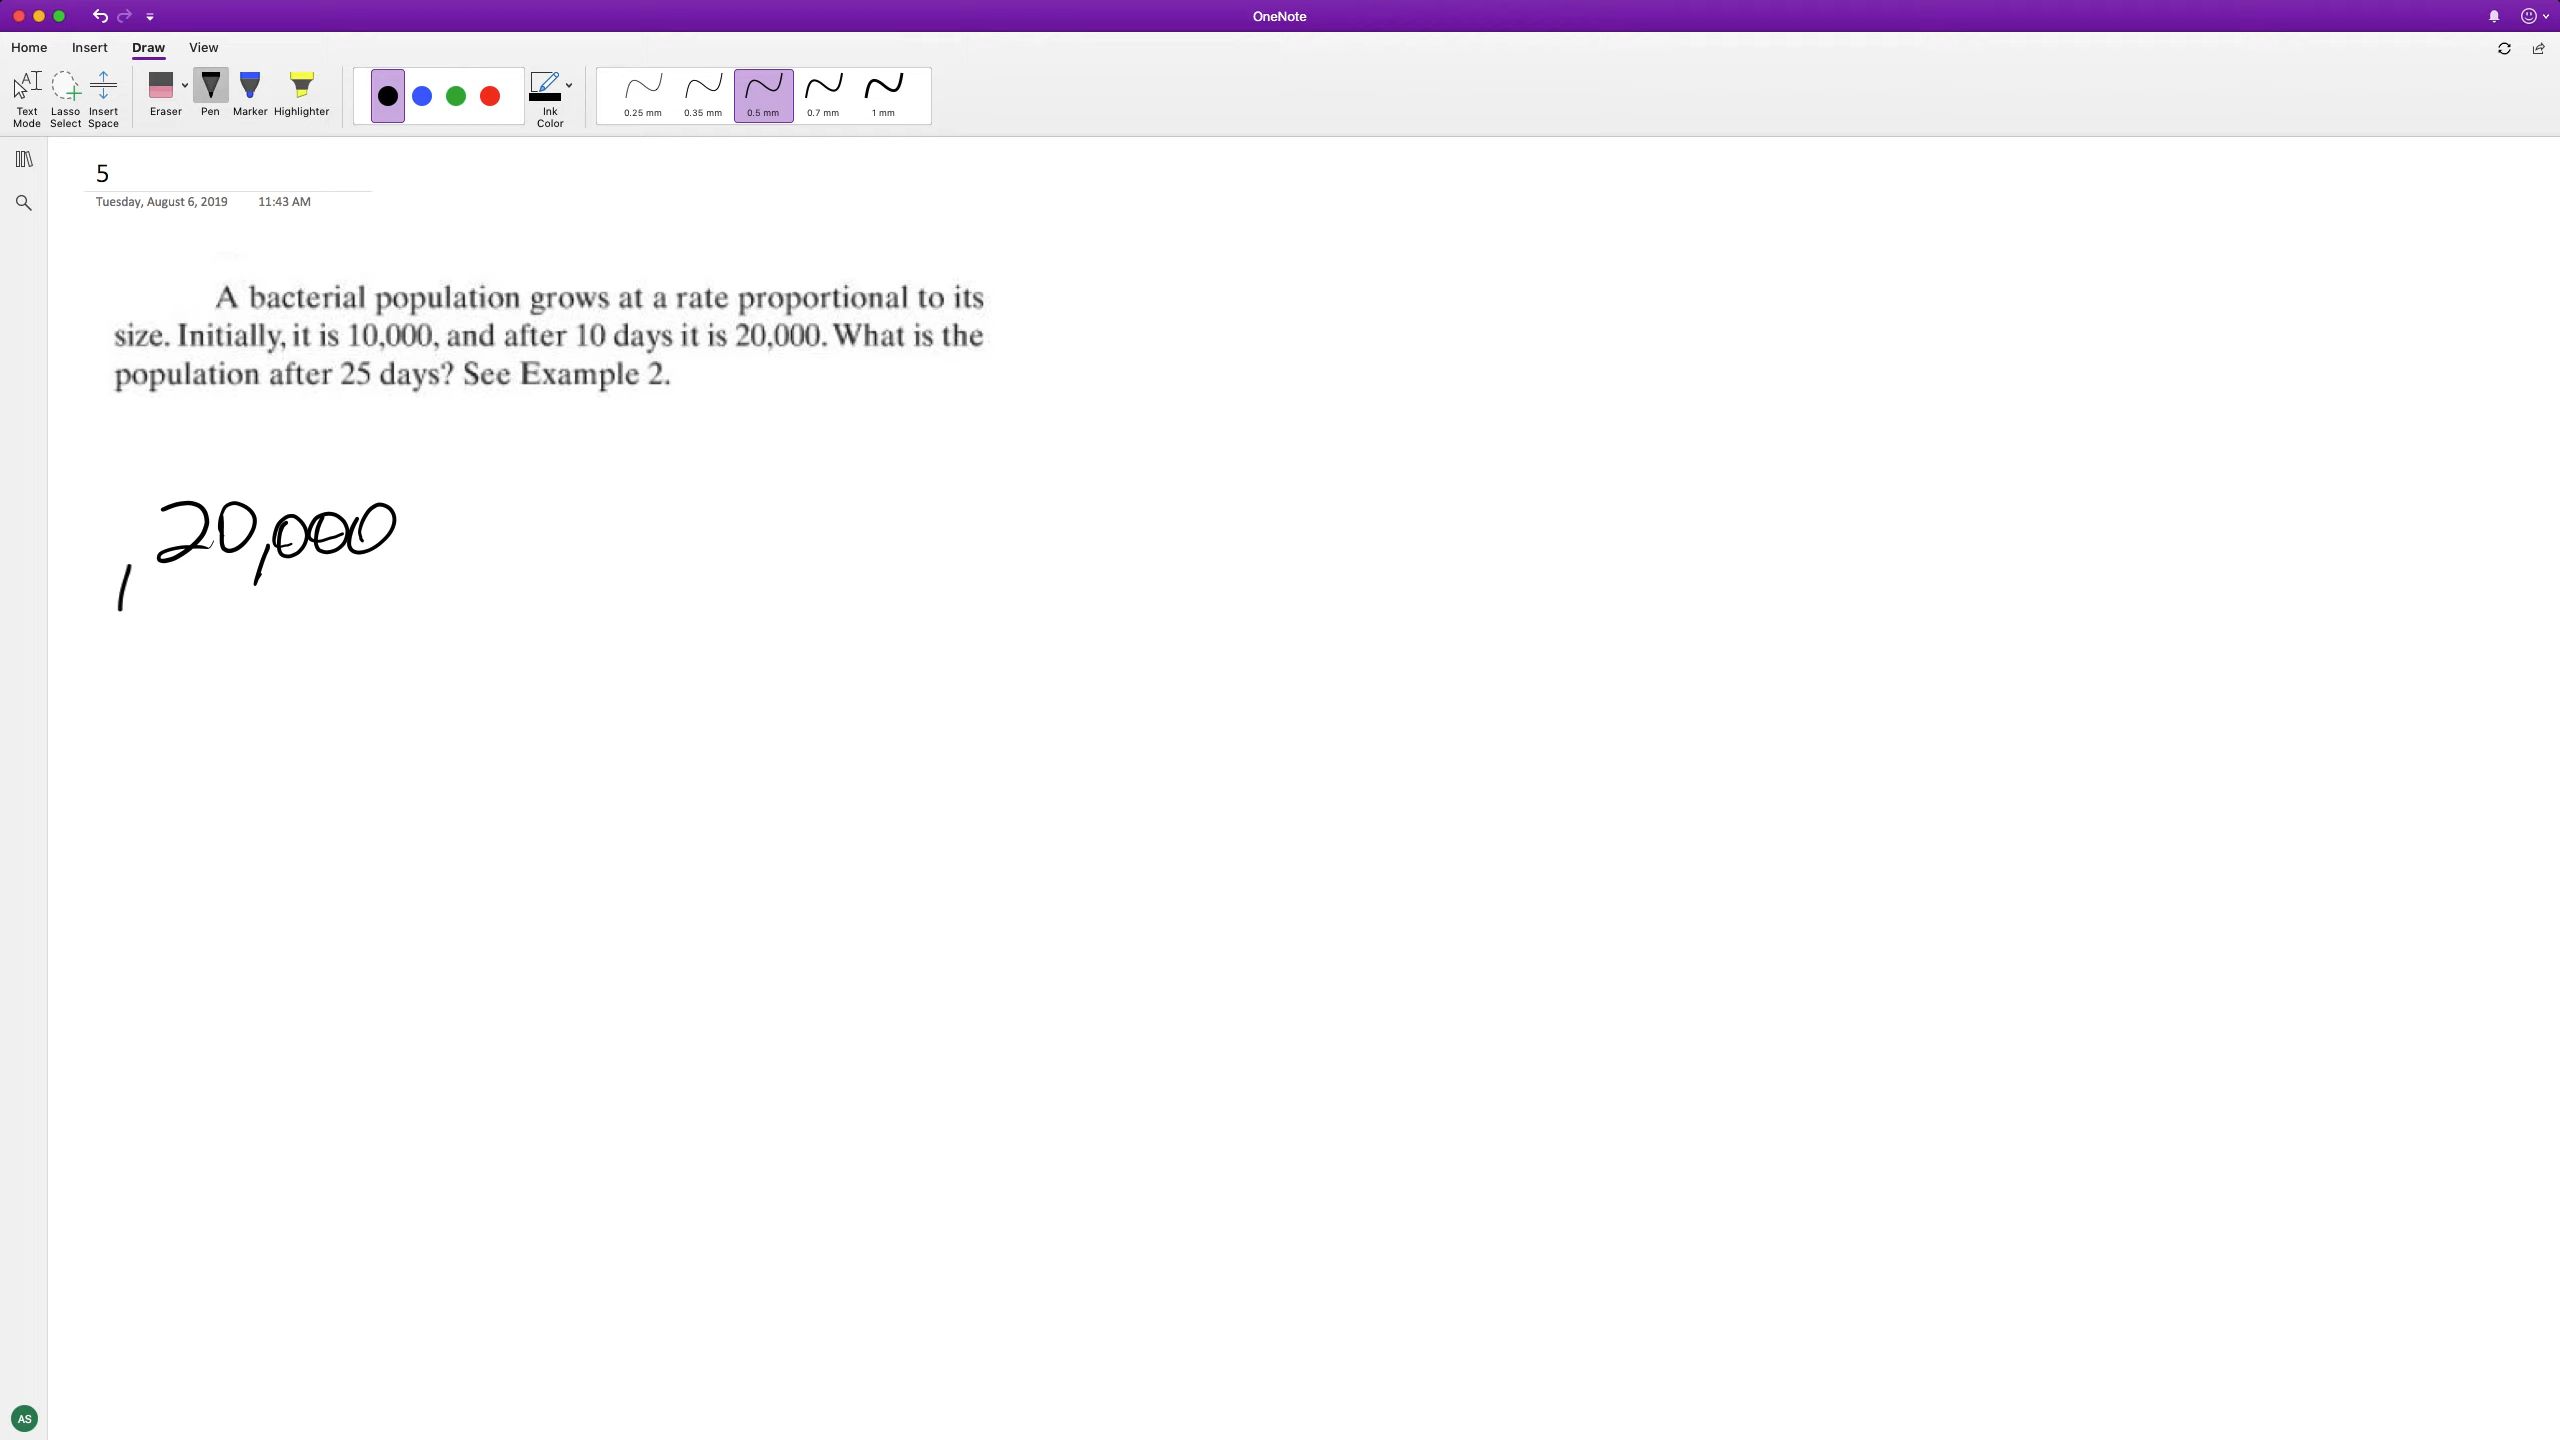 OneNote
Home Insert Draw View
Text Mode Lasso Select Insert Space Eraser Pen Marker Highlighter Ink Color 0.25 mm 0.35 mm 0.5 mm 0.7 mm 1 mm
5
Tuesday, August 6, 2019 11:43 AM
A bacterial population grows at a rate proportional to its
size. Initially, it is 10,000, and after 10 days it is 20,000. What is the
population after 25 days? See Example 2.
20,000
AS